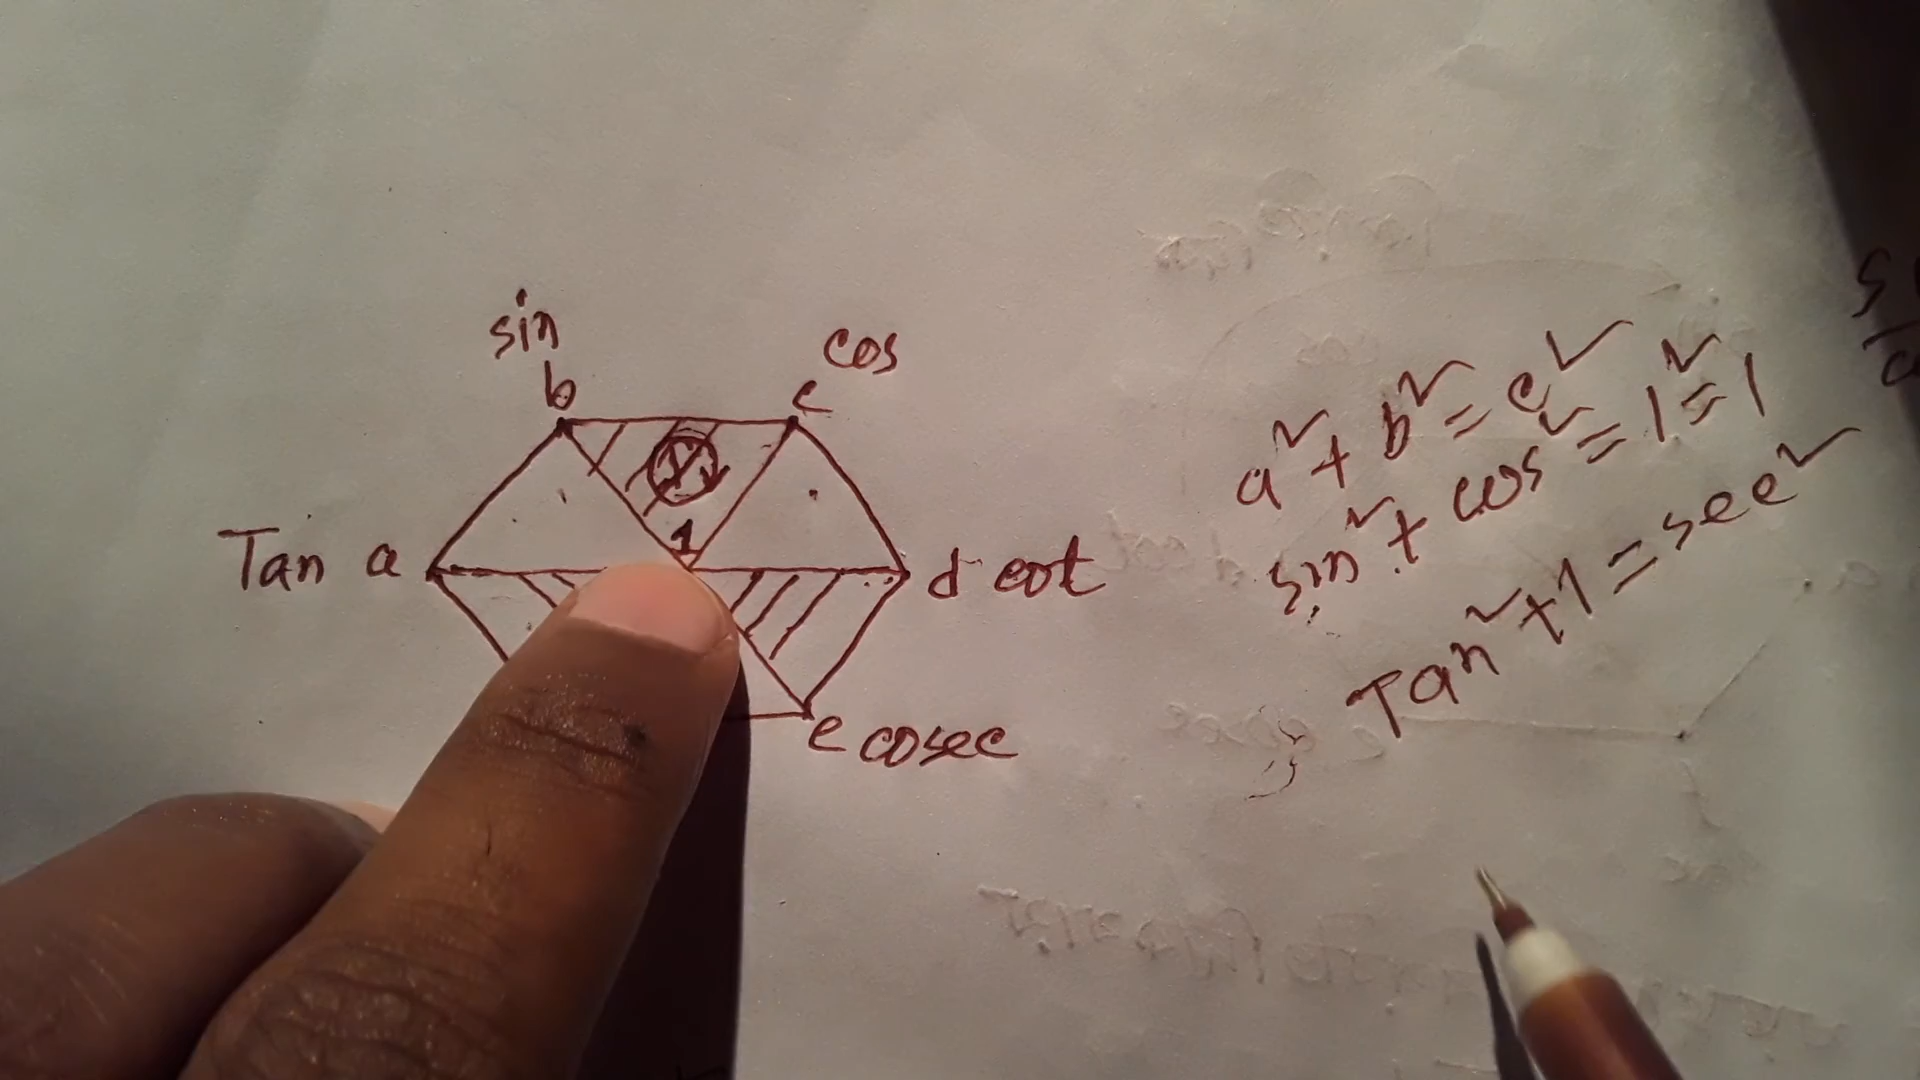 sin
cos
b
c
Tan a
1
d cot
e cosec
a² + b² = c²
sin² + cos² = 1² = 1
Tan² + 1 = sec²